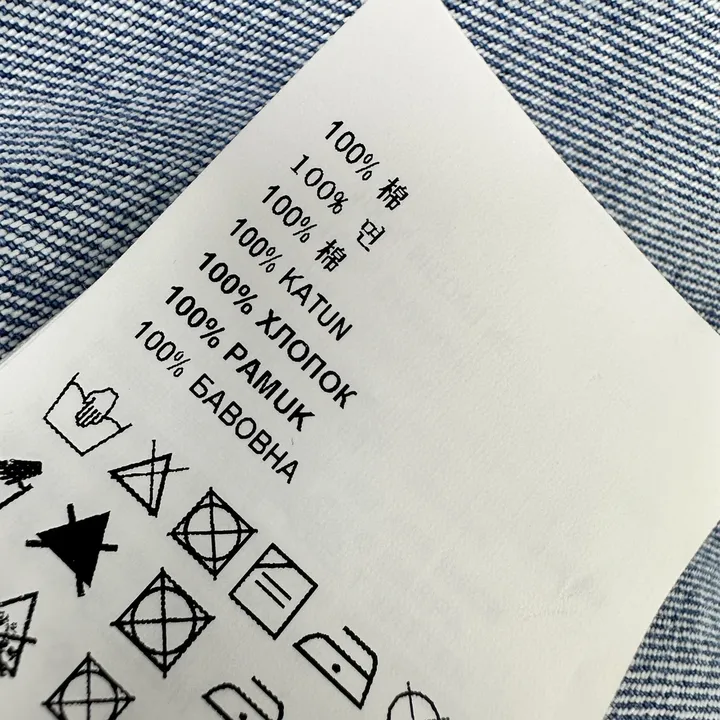 100% 棉
100% 면
100% 棉
100% KATUN
100% ХЛОПОК
100% PAMUK
100% БАВОВНА